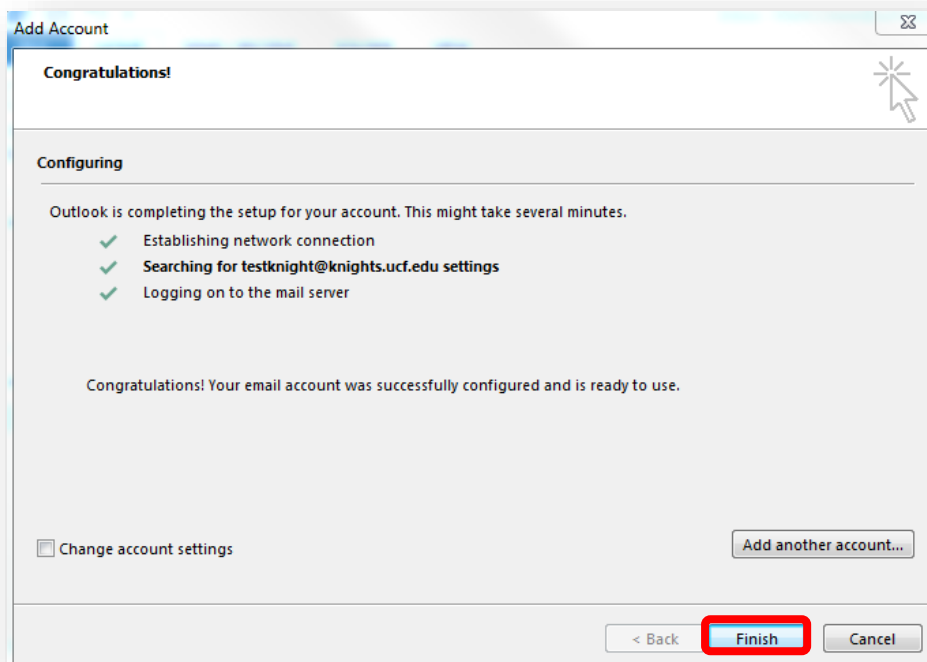 Add Account
Congratulations!
Configuring
Outlook is completing the setup for your account. This might take several minutes.
Establishing network connection
Searching for testknight@knights.ucf.edu settings
Logging on to the mail server
Congratulations! Your email account was successfully configured and is ready to use.
Change account settings
Add another account...
< Back
Finish
Cancel